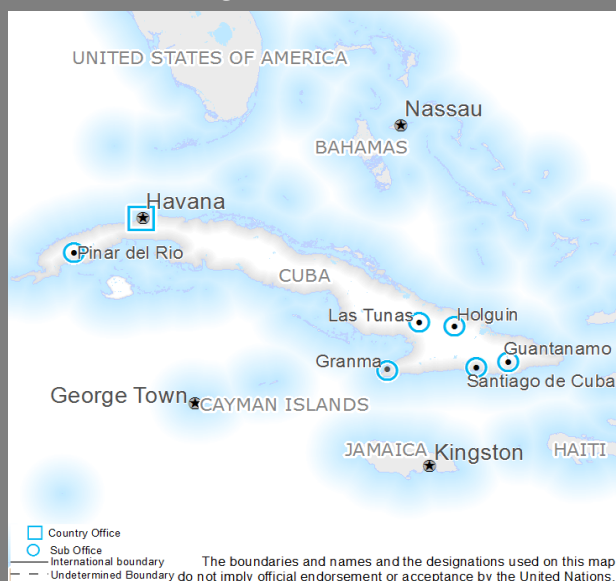 UNITED STATES OF AMERICA
Nassau
BAHAMAS
Havana
Pinar del Rio
CUBA
Las Tunas
Holguin
Guantanamo
Granma
Santiago de Cuba
George Town
CAYMAN ISLANDS
JAMAICA
Kingston
HAITI
Country Office
Sub Office
International boundary
Undetermined Boundary
The boundaries and names and the designations used on this map
do not imply official endorsement or acceptance by the United Nations.